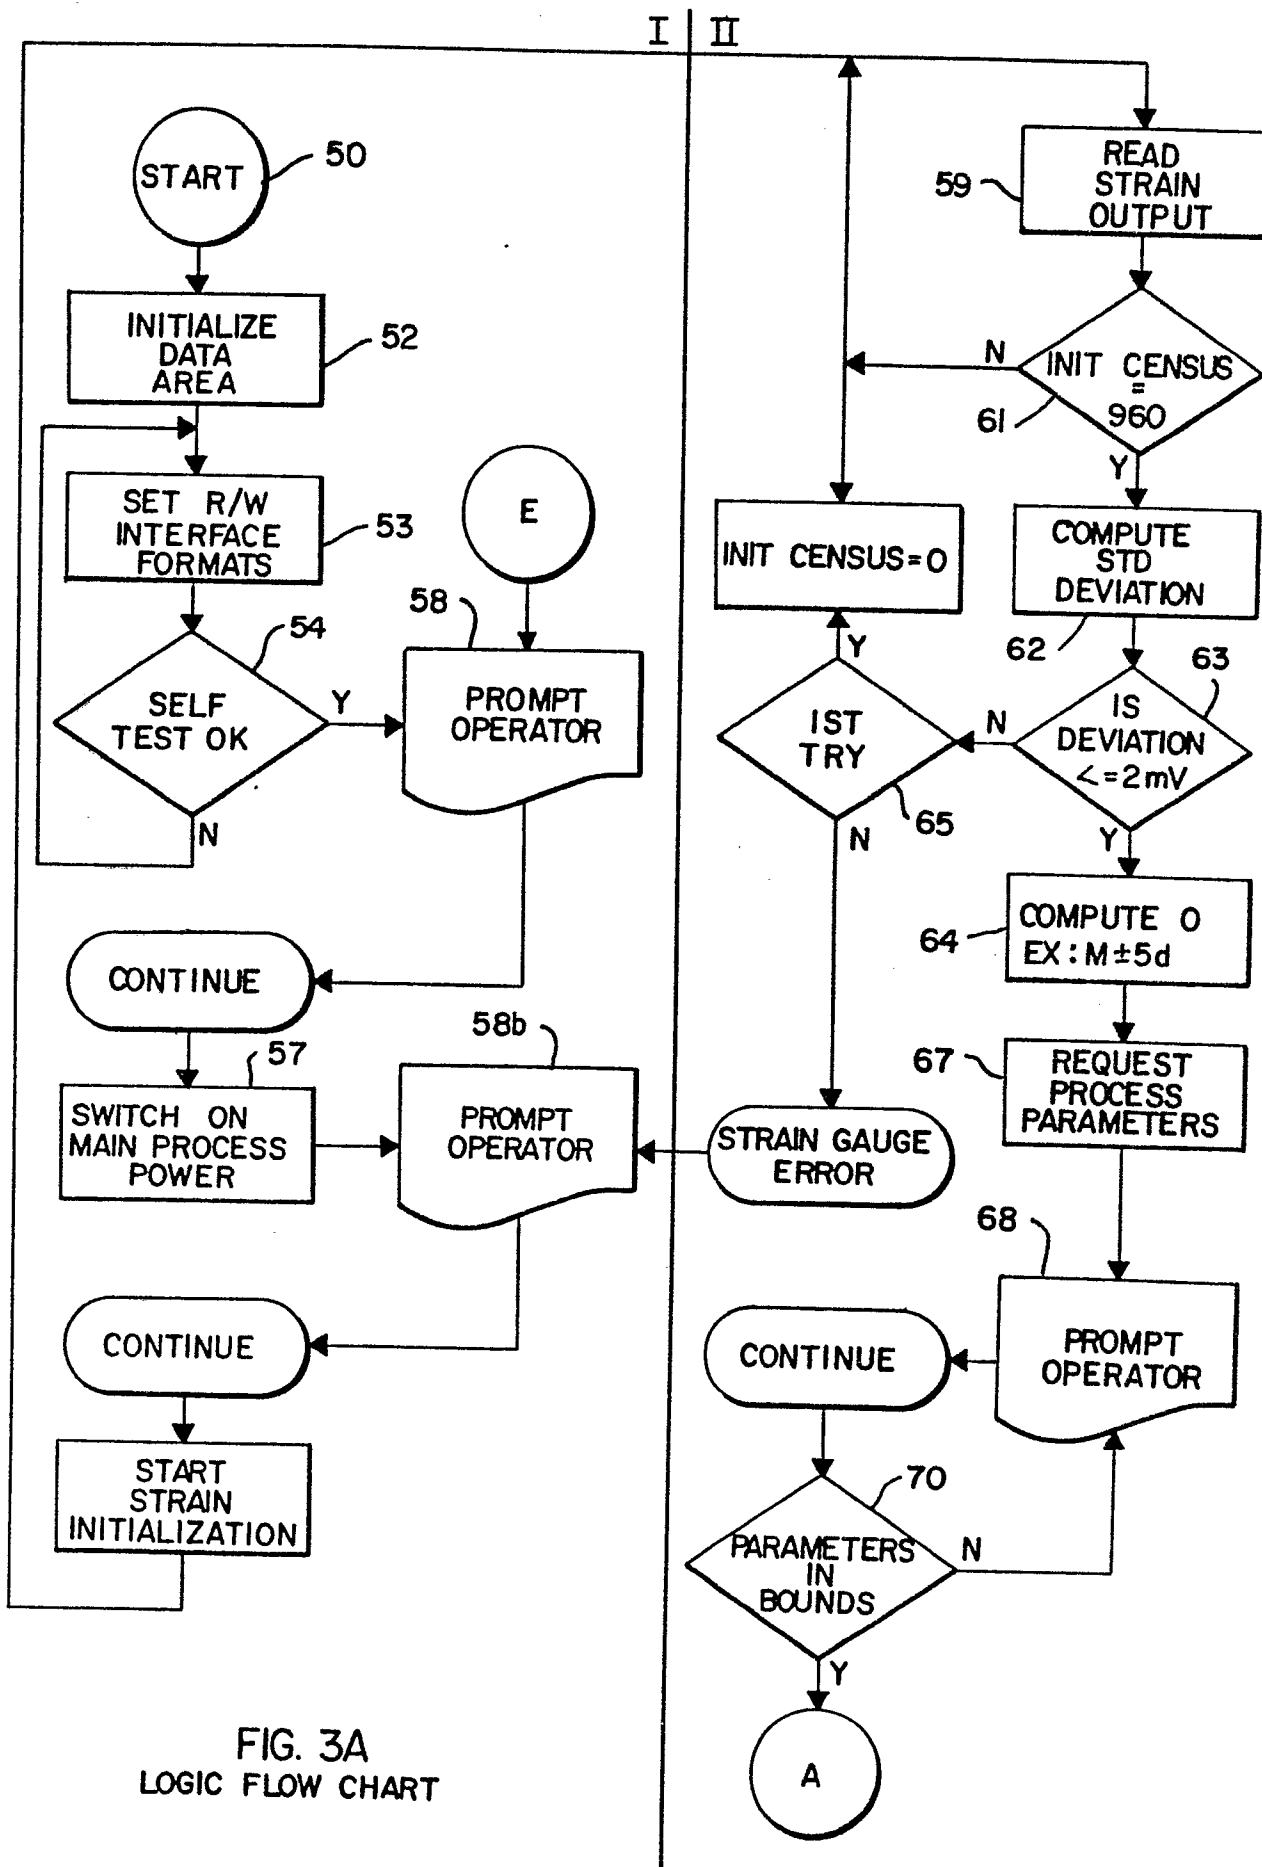 I II
START
50
INITIALIZE
DATA
AREA
52
SET R/W
INTERFACE
FORMATS
53
E
SELF
TEST OK
54
Y
N
58
PROMPT
OPERATOR
CONTINUE
57
SWITCH ON
MAIN PROCESS
POWER
58b
PROMPT
OPERATOR
CONTINUE
START
STRAIN
INITIALIZATION
FIG. 3A
LOGIC FLOW CHART
READ
STRAIN
OUTPUT
59
INIT CENSUS
=
960
61
N
Y
INIT CENSUS=0
COMPUTE
STD
DEVIATION
62
63
IS
DEVIATION
<=2mV
N
Y
1ST
TRY
65
Y
N
COMPUTE 0
EX:M±5d
64
REQUEST
PROCESS
PARAMETERS
67
STRAIN GAUGE
ERROR
68
PROMPT
OPERATOR
CONTINUE
70
PARAMETERS
IN
BOUNDS
N
Y
A